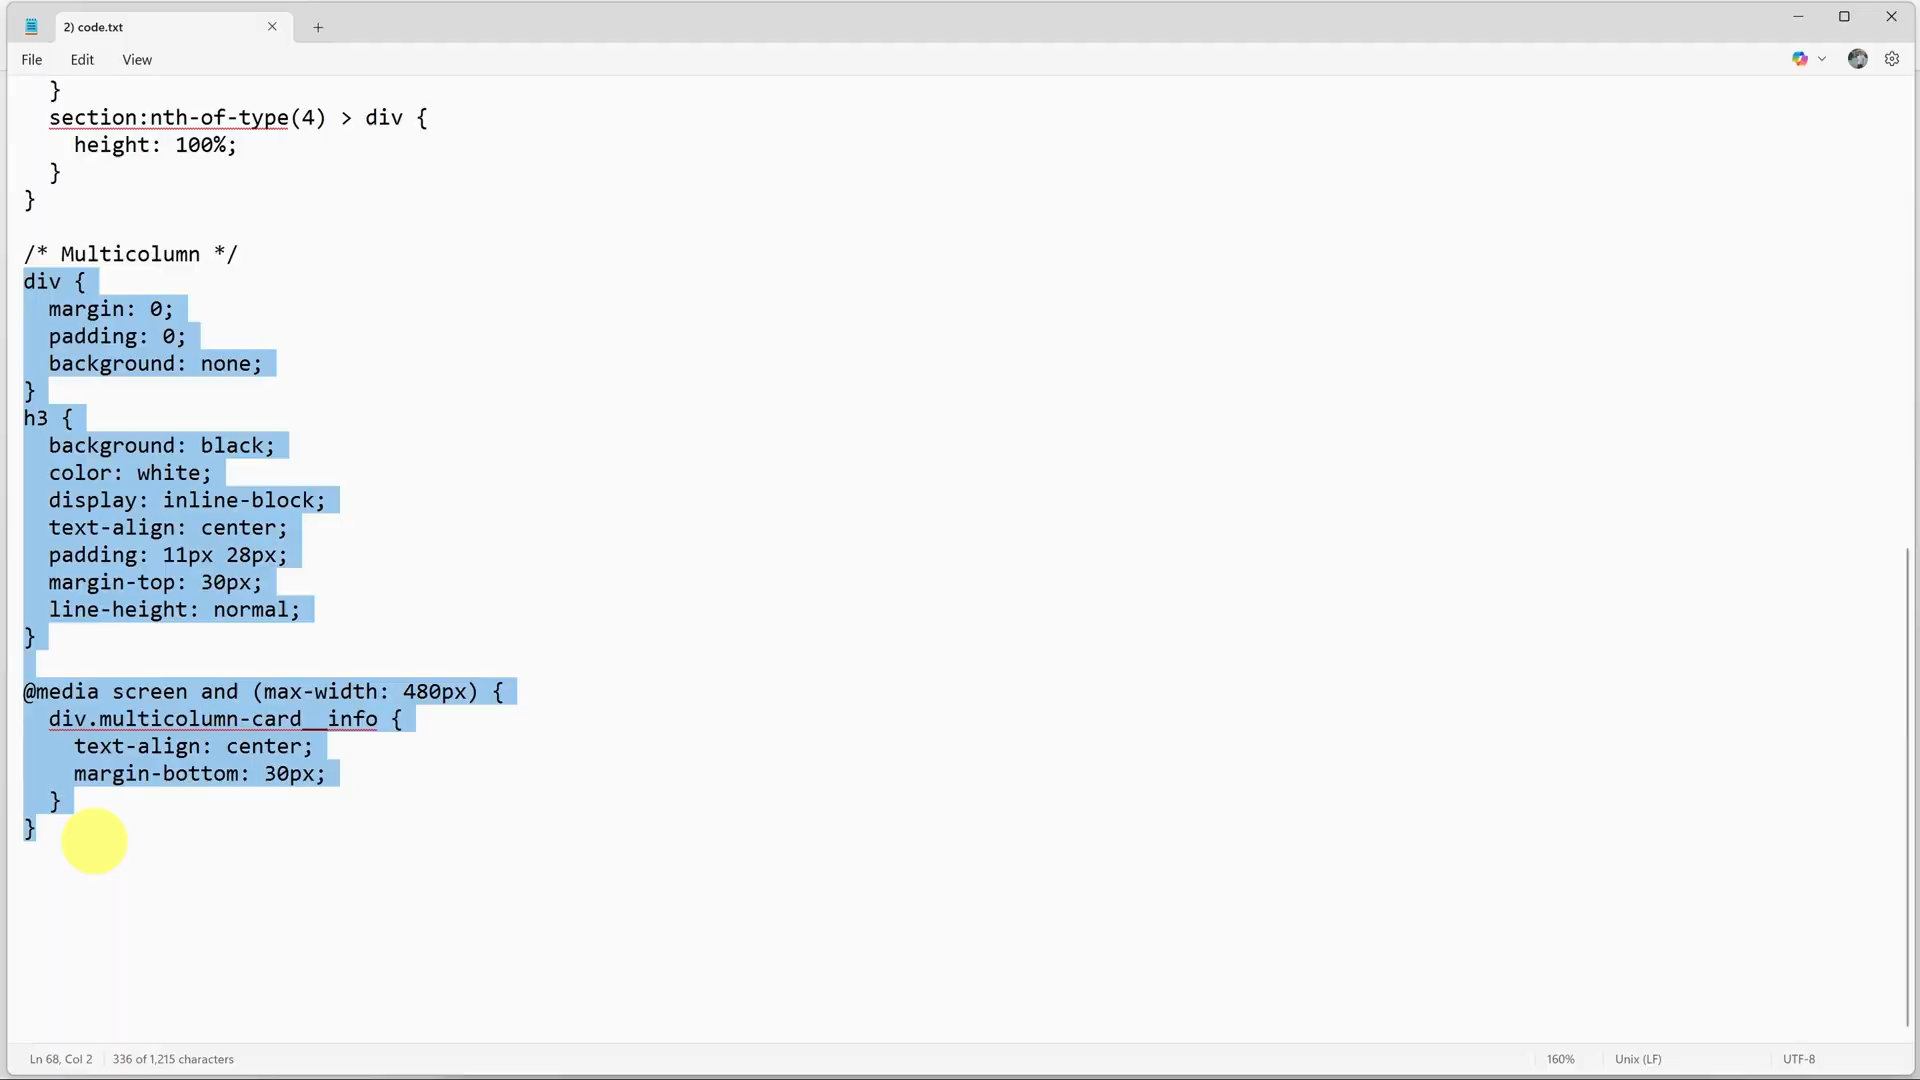 2) code.txt
File Edit View
  }
  section:nth-of-type(4) > div {
    height: 100%;
  }
}

/* Multicolumn */
div {
  margin: 0;
  padding: 0;
  background: none;
}
h3 {
  background: black;
  color: white;
  display: inline-block;
  text-align: center;
  padding: 11px 28px;
  margin-top: 30px;
  line-height: normal;
}

@media screen and (max-width: 480px) {
  div.multicolumn-card__info {
    text-align: center;
    margin-bottom: 30px;
  }
}
Ln 68, Col 2 336 of 1,215 characters 160% Unix (LF) UTF-8